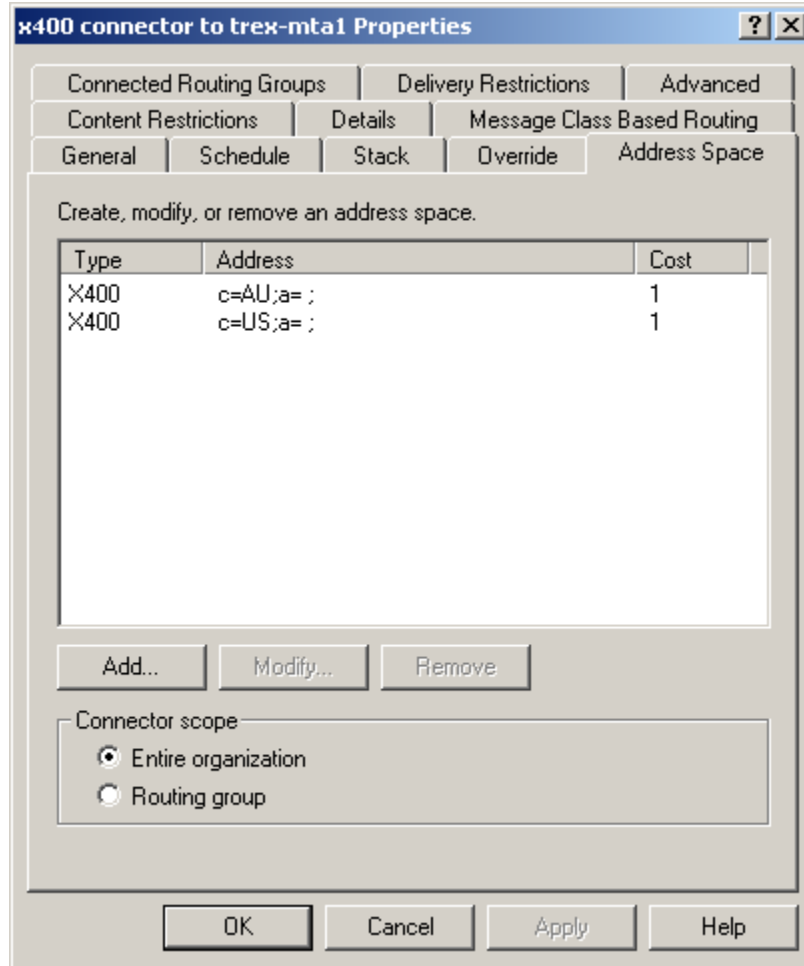 x400 connector to trex-mta1 Properties
Connected Routing Groups Delivery Restrictions Advanced
Content Restrictions Details Message Class Based Routing
General Schedule Stack Override Address Space
Create, modify, or remove an address space.
Type Address Cost
X400 c=AU;a= ; 1
X400 c=US;a= ; 1
Add... Modify... Remove
Connector scope
Entire organization
Routing group
OK Cancel Apply Help